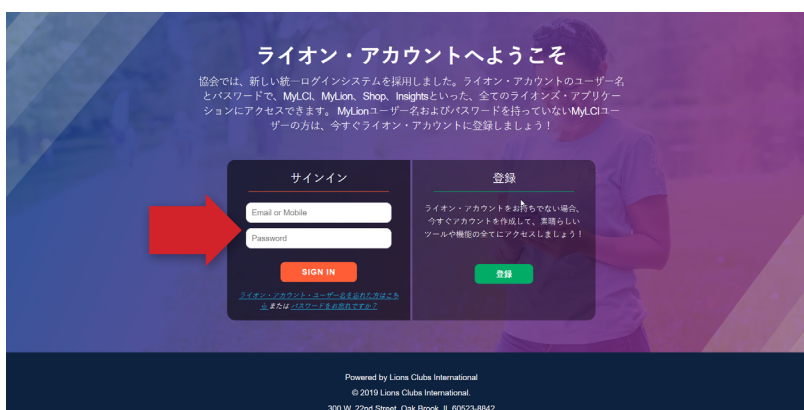 ライオン・アカウントへようこそ
協会では、新しい統一ログインシステムを採用しました。ライオン・アカウントのユーザー名
とパスワードで、MyLCI、MyLion、Shop、Insightsといった、全てのライオンズ・アプリケー
ションにアクセスできます。 MyLionユーザー名およびパスワードを持っていないMyLCIユー
ザーの方は、今すぐライオン・アカウントに登録しましょう！
サインイン
Email or Mobile
Password
SIGN IN
ライオン・アカウント・ユーザー名を忘れた方はこち
ら または パスワードをお忘れですか？
登録
ライオン・アカウントをお持ちでない場合、
今すぐアカウントを作成して、素晴らしい
ツールや機能の全てにアクセスしましょう！
登録
Powered by Lions Clubs International
© 2019 Lions Clubs International.
300 W. 22nd Street, Oak Brook, IL 60523-8842